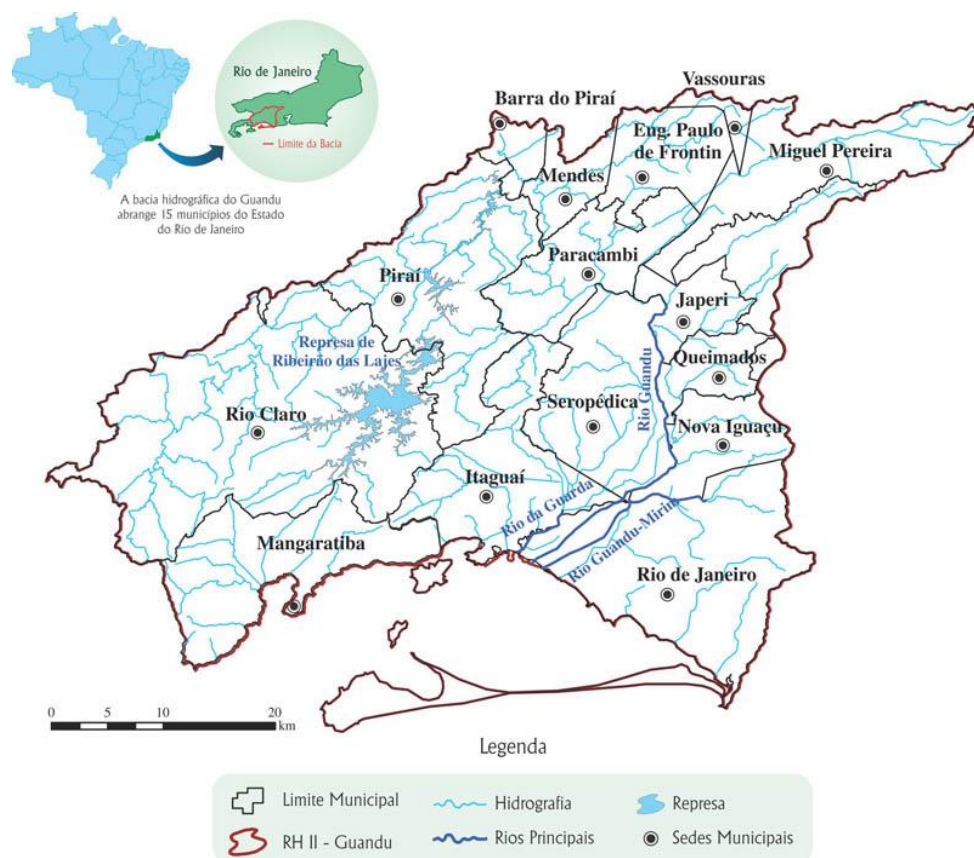 Rio de Janeiro
Limite da Bacia
A bacia hidrográfica do Guandu
abrange 15 municípios do Estado
do Rio de Janeiro
Vassouras
Barra do Piraí
Eng. Paulo
de Frontin
Miguel Pereira
Mendes
Paracambi
Piraí
Japeri
Represa de
Ribeirão das Lajes
Rio Guandu
Queimados
Seropédica
Rio Claro
Nova Iguaçu
Itaguaí
Rio da Guarda
Rio Guandu-Mirim
Mangaratiba
Rio de Janeiro
0 5 10 20
km
Legenda
Limite Municipal
Hidrografia
Represa
RH II - Guandu
Rios Principais
Sedes Municipais